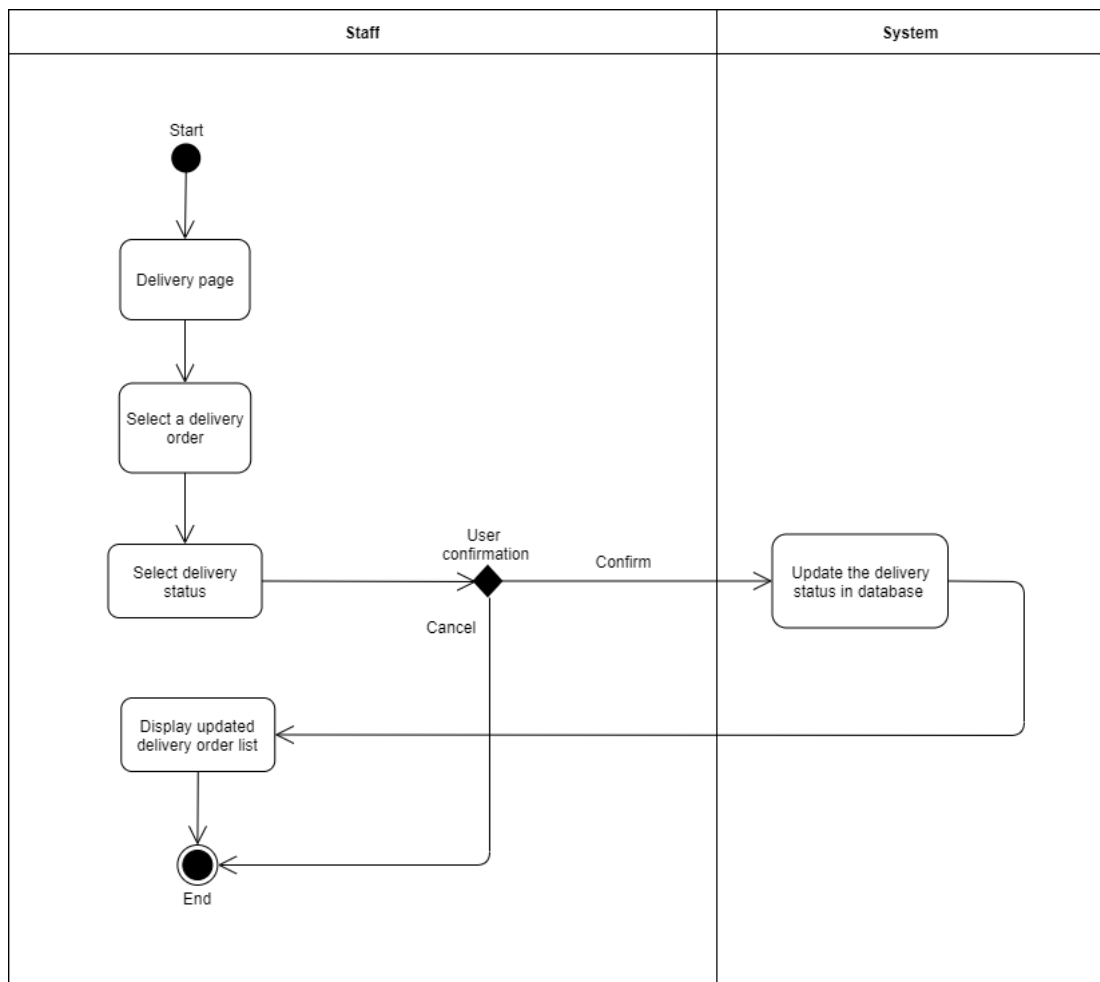 Staff
System
Start
Delivery page
Select a delivery
order
User
confirmation
Confirm
Select delivery
status
Update the delivery
status in database
Cancel
Display updated
delivery order list
End